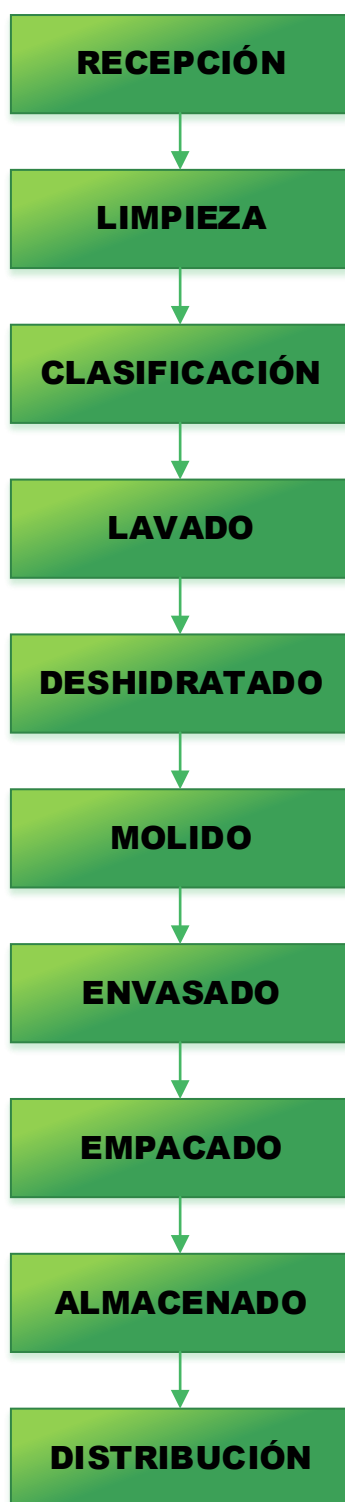 RECEPCIÓN
LIMPIEZA
CLASIFICACIÓN
LAVADO
DESHIDRATADO
MOLIDO
ENVASADO
EMPACADO
ALMACENADO
DISTRIBUCIÓN